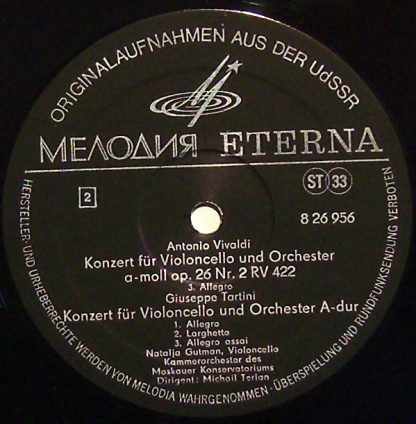 ORIGINALAUFNAHMEN AUS DER UdSSR
МЕЛОДИЯ ETERNA
ST 33
2
8 26 956
Antonio Vivaldi
Konzert für Violoncello und Orchester
a-moll op. 26 Nr. 2 RV 422
3. Allegro
Giuseppe Tartini
Konzert für Violoncello und Orchester A-dur
1. Allegro
2. Larghetto
3. Allegro assai
Natalja Gutman, Violoncello
Kammerorchester des
Moskauer Konservatoriums
Dirigent: Michail Terian
HERSTELLER- UND URHEBERRECHTE WERDEN VON MELODIA WAHRGENOMMEN · ÜBERSPIELUNG UND RUNDFUNKSENDUNG VERBOTEN